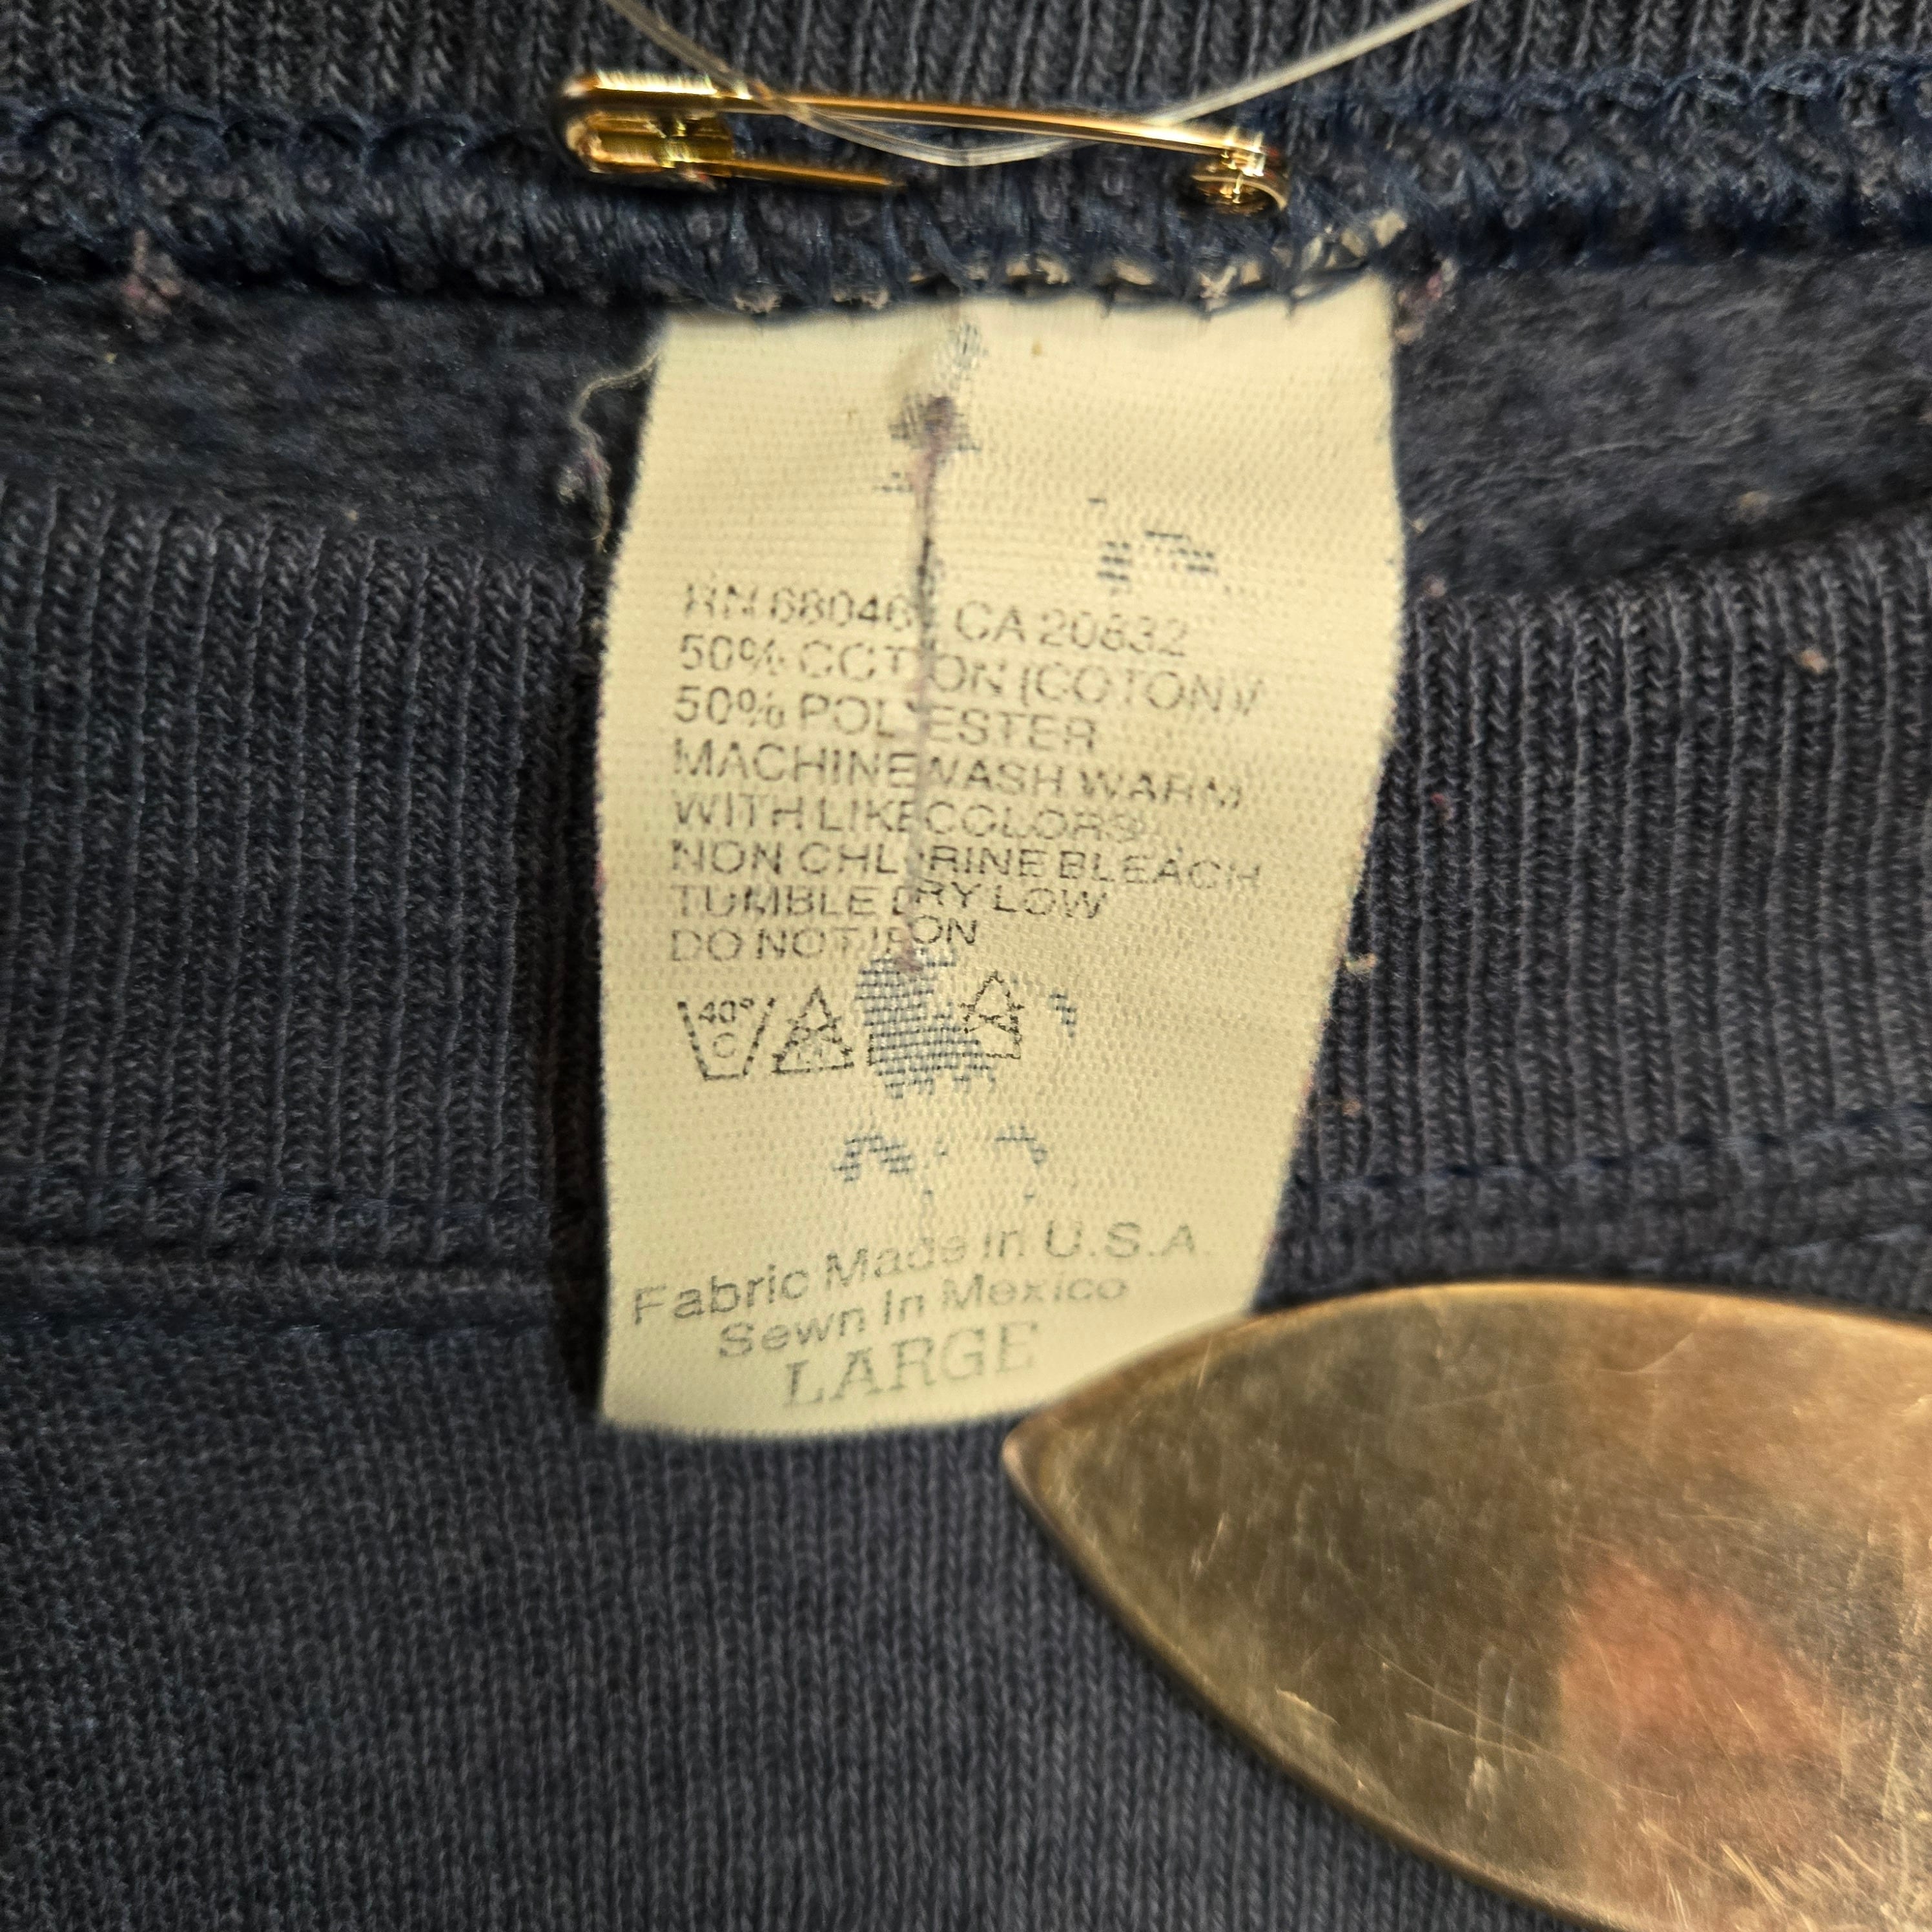 RN 68046 CA 20832
50% COTTON (COTON)/
50% POLYESTER
MACHINE WASH WARM
WITH LIKE COLORS
NON CHLORINE BLEACH
TUMBLE DRY LOW
DO NOT IRON
40°
C
Fabric Made In U.S.A.
Sewn In Mexico
LARGE